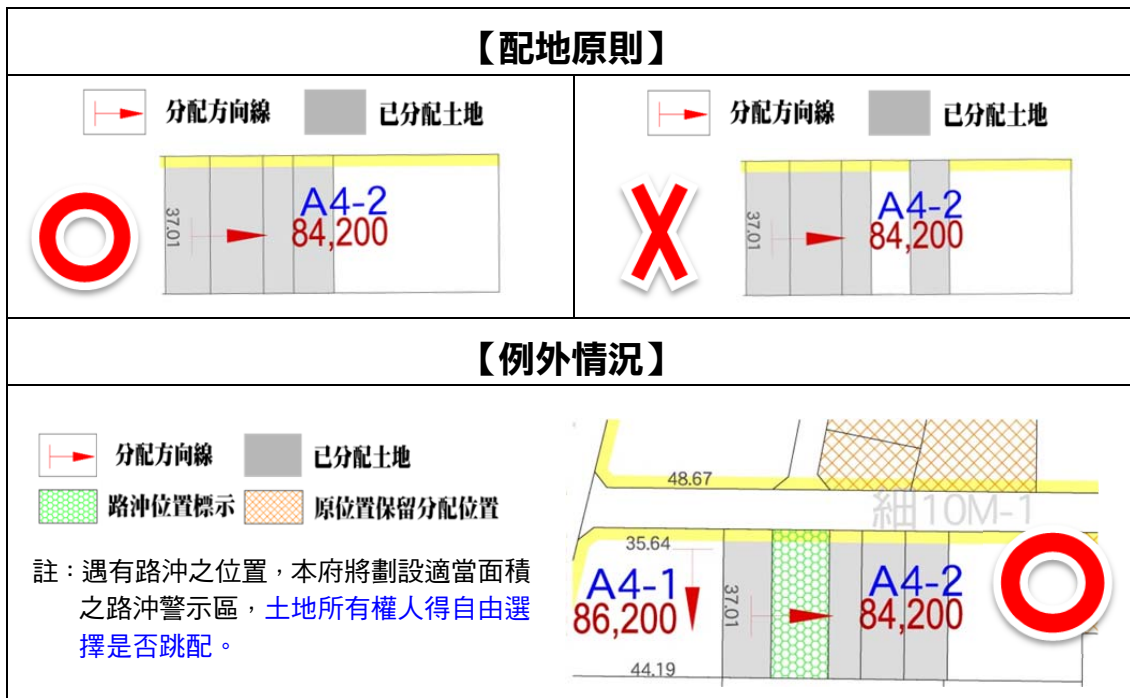 【配地原則】
分配方向線 已分配土地
37.01
A4-2
84,200
分配方向線 已分配土地
37.01
A4-2
84,200
【例外情況】
分配方向線 已分配土地
路沖位置標示 原位置保留分配位置
註：遇有路沖之位置，本府將劃設適當面積
之路沖警示區，土地所有權人得自由選
擇是否跳配。
48.67
細10M-1
35.64
A4-1
86,200
37.01
A4-2
84,200
44.19